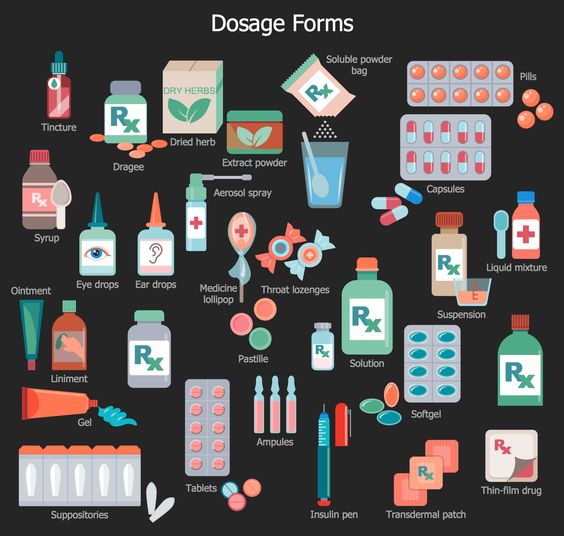 Dosage Forms
Tincture
Rx
Dragee
DRY HERBS
Dried herb
Extract powder
Soluble powder
bag
Rx
Pills
Capsules
Rx
Syrup
Eye drops
Ear drops
Aerosol spray
Medicine
lollipop
Throat lozenges
Rx
Suspension
Liquid mixture
Ointment
Liniment
Rx
Pastille
Rx
Rx
Solution
Softgel
Rx
Gel
Ampules
Tablets
Suppositories
Insulin pen
Rx
Transdermal patch
Rx
Thin-film drug